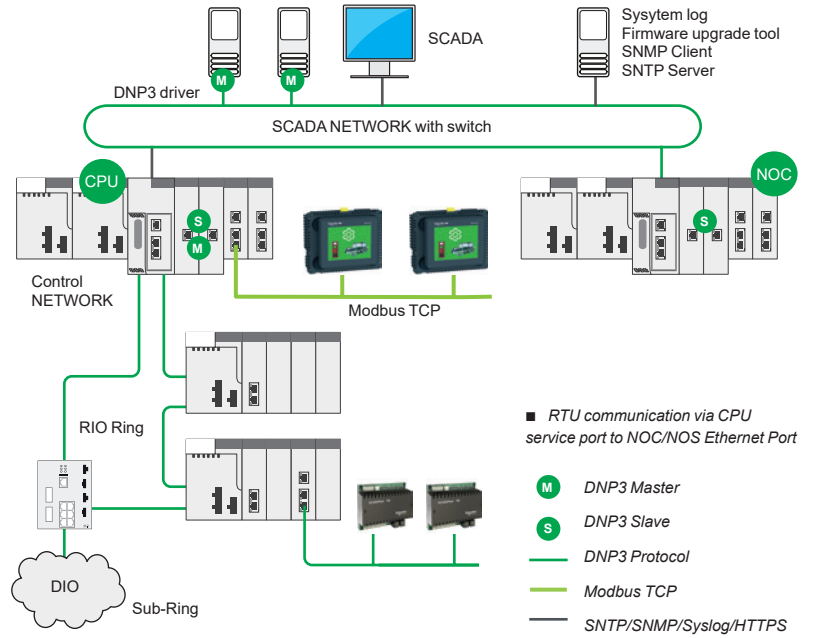 Sysytem log
Firmware upgrade tool
SNMP Client
SNTP Server
SCADA
M
M
DNP3 driver
SCADA NETWORK with switch
CPU
NOC
S
M
S
Control
NETWORK
Modbus TCP
RIO Ring
■ RTU communication via CPU
service port to NOC/NOS Ethernet Port
M DNP3 Master
S DNP3 Slave
DNP3 Protocol
Modbus TCP
SNTP/SNMP/Syslog/HTTPS
DIO
Sub-Ring